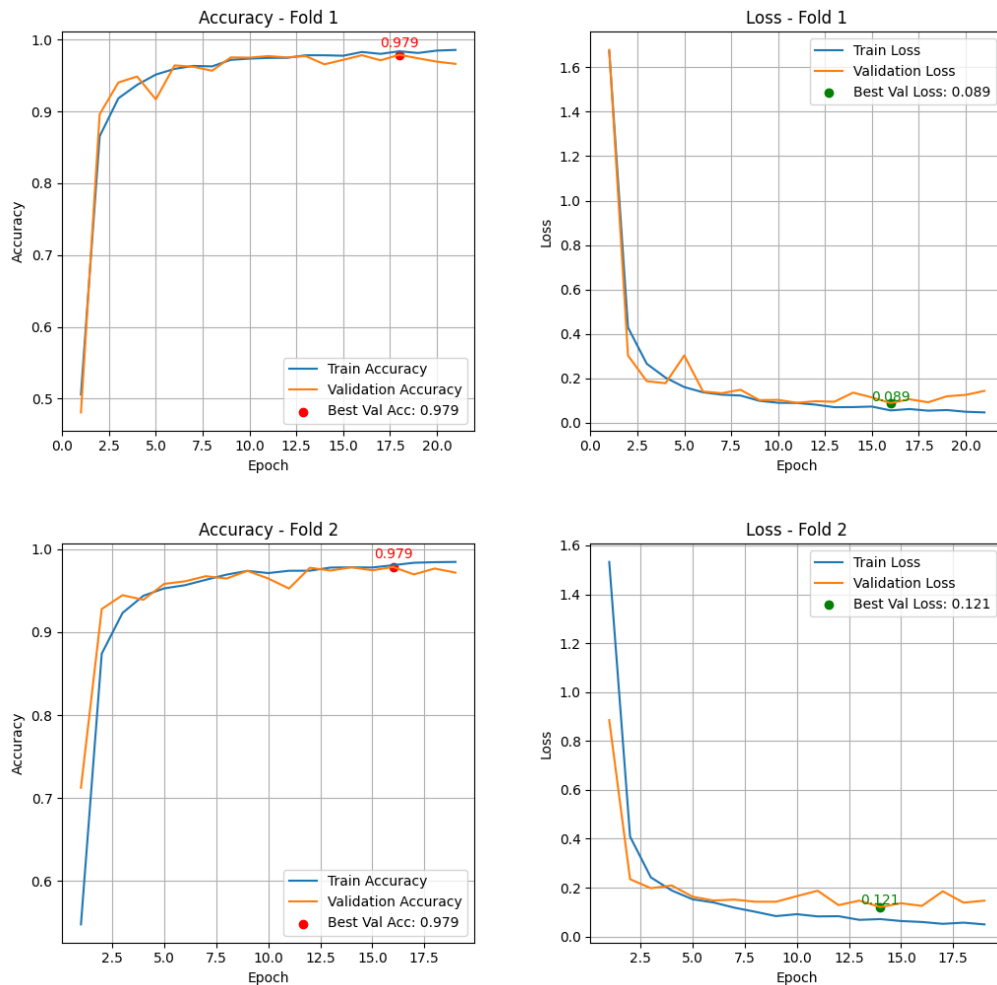 Accuracy - Fold 1
1.0
0.9
0.8
0.7
0.6
0.5
Accuracy
0.979
Train Accuracy
Validation Accuracy
Best Val Acc: 0.979
0.0 2.5 5.0 7.5 10.0 12.5 15.0 17.5 20.0
Epoch
Loss - Fold 1
1.6
1.4
1.2
1.0
0.8
0.6
0.4
0.2
0.0
Loss
Train Loss
Validation Loss
Best Val Loss: 0.089
0.089
0.0 2.5 5.0 7.5 10.0 12.5 15.0 17.5 20.0
Epoch
Accuracy - Fold 2
1.0
0.9
0.8
0.7
0.6
Accuracy
0.979
Train Accuracy
Validation Accuracy
Best Val Acc: 0.979
2.5 5.0 7.5 10.0 12.5 15.0 17.5
Epoch
Loss - Fold 2
1.6
1.4
1.2
1.0
0.8
0.6
0.4
0.2
0.0
Loss
Train Loss
Validation Loss
Best Val Loss: 0.121
0.121
2.5 5.0 7.5 10.0 12.5 15.0 17.5
Epoch